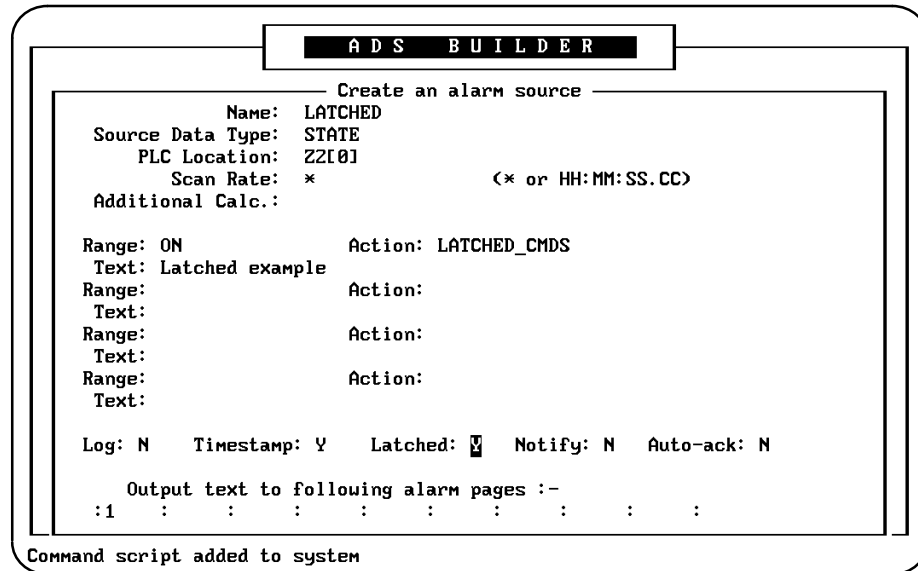 ADS BUILDER
Create an alarm source
Name: LATCHED
Source Data Type: STATE
PLC Location: ZZ[0]
Scan Rate: * (* or HH:MM:SS.CC)
Additional Calc.:
Range: ON Action: LATCHED_CMDS
Text: Latched example
Range: Action:
Text:
Range: Action:
Text:
Range: Action:
Text:
Log: N Timestamp: Y Latched: Y Notify: N Auto-ack: N
Output text to following alarm pages :-
:1 : : : : : : : : :
Command script added to system